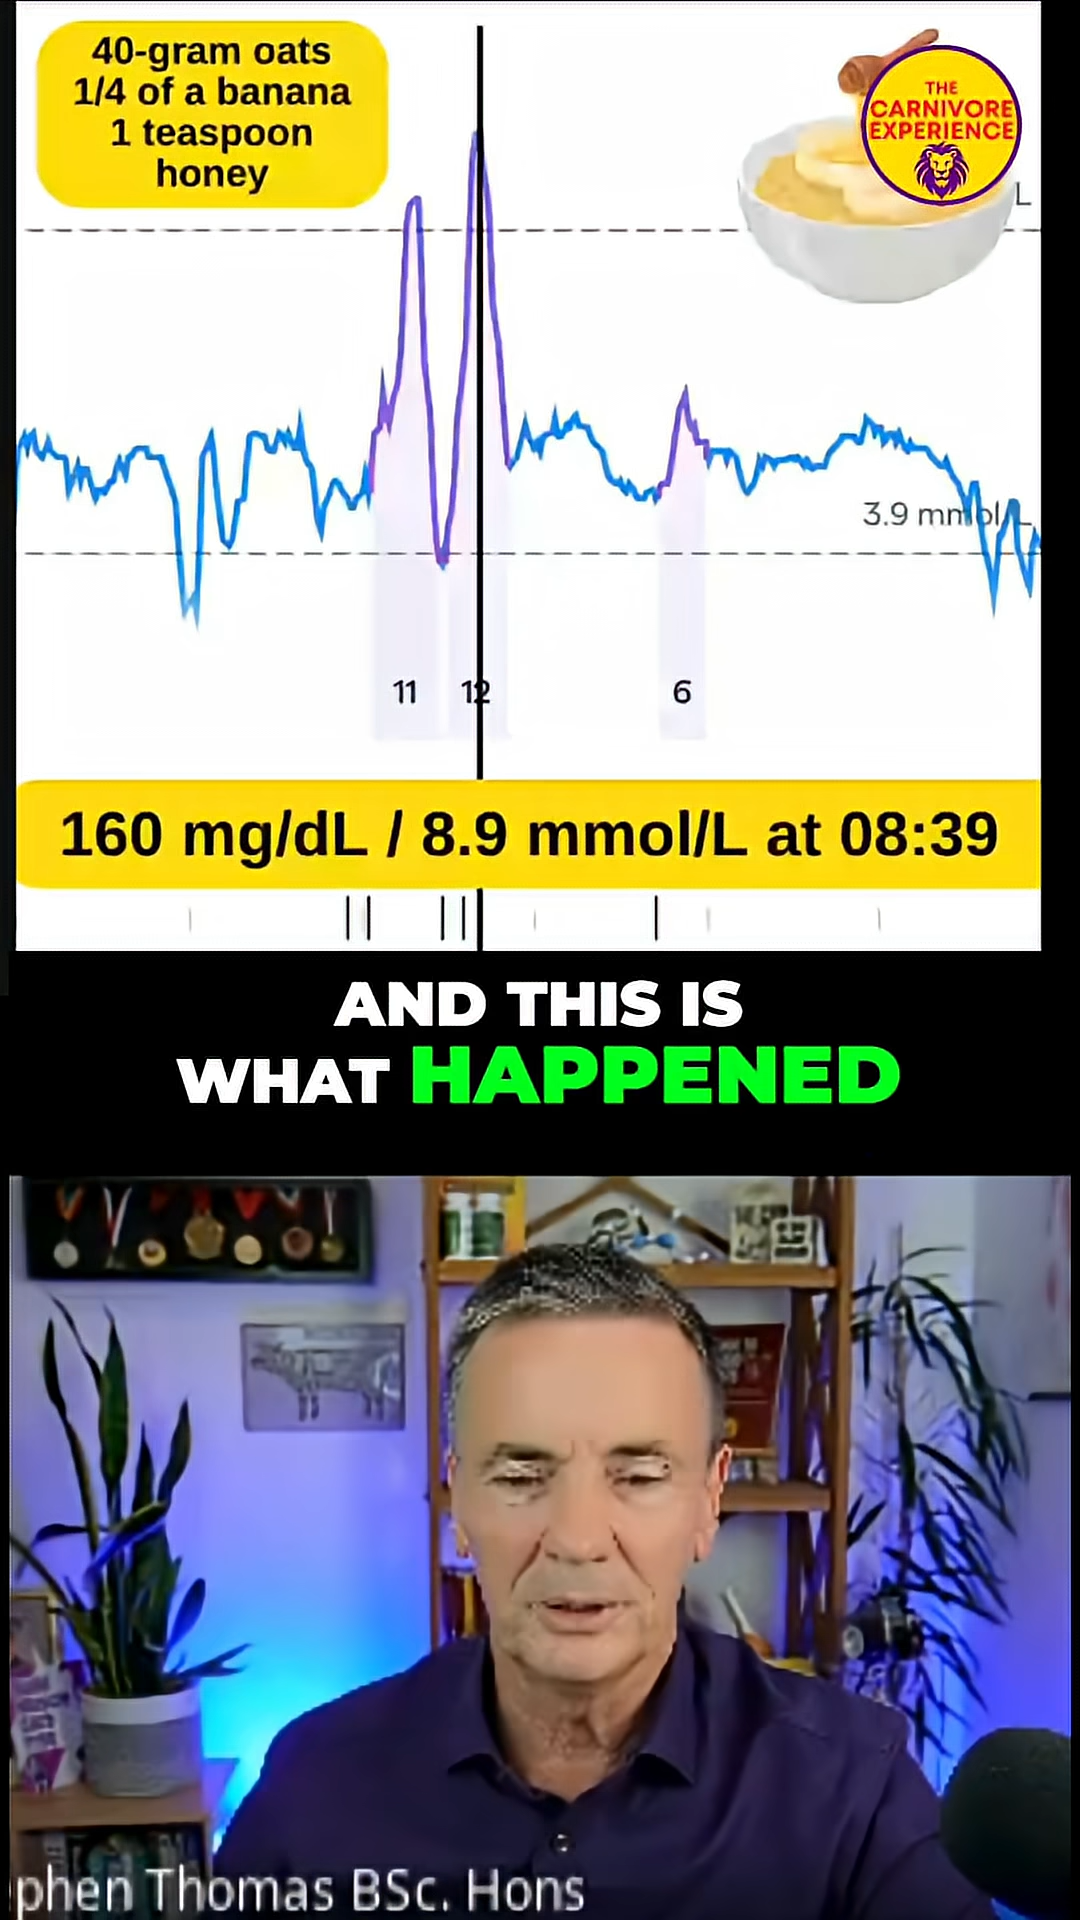 40-gram oats
1/4 of a banana
1 teaspoon
honey
THE
CARNIVORE
EXPERIENCE
L
3.9 mmol/L
11
12
6
160 mg/dL / 8.9 mmol/L at 08:39
AND THIS IS
WHAT HAPPENED
phen Thomas BSc. Hons